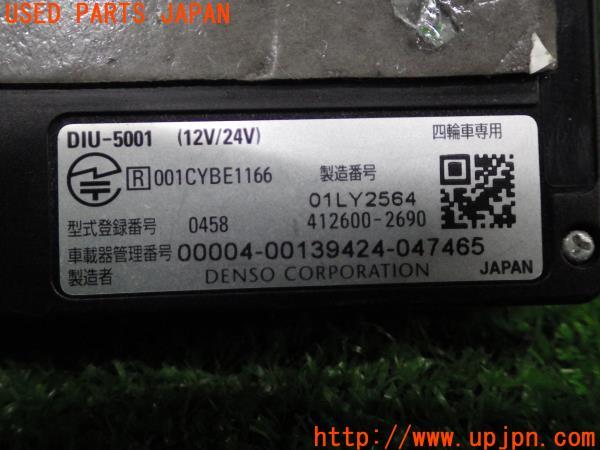 USED PARTS JAPAN
DIU-5001 (12V/24V) 四輪車専用
R 001CYBE1166 製造番号
01LY2564
型式登録番号 0458 412600-2690
車載器管理番号 00004-00139424-047465
製造者 DENSO CORPORATION JAPAN
UPJ
http://www.upjpn.com